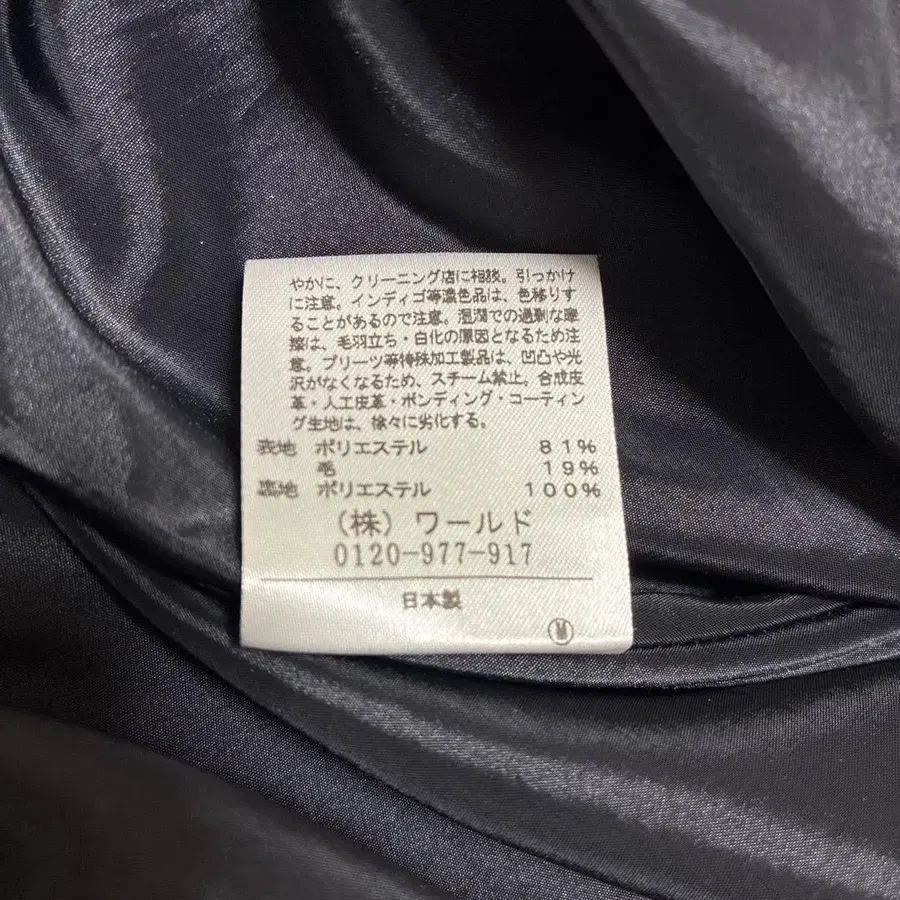 やかに、クリーニング店に相談。引っかけ
に注意。インディゴ等濃色品は、色移りす
ることがあるので注意。湿潤での過剰な摩
擦は、毛羽立ち・白化の原因となるため注
意。プリーツ等特殊加工製品は、凹凸や光
沢がなくなるため、スチーム禁止。合成皮
革・人工皮革・ボンディング・コーティン
グ生地は、徐々に劣化する。
表地 ポリエステル 81%
毛 19%
裏地 ポリエステル 100%
(株)ワールド
0120-977-917
日本製